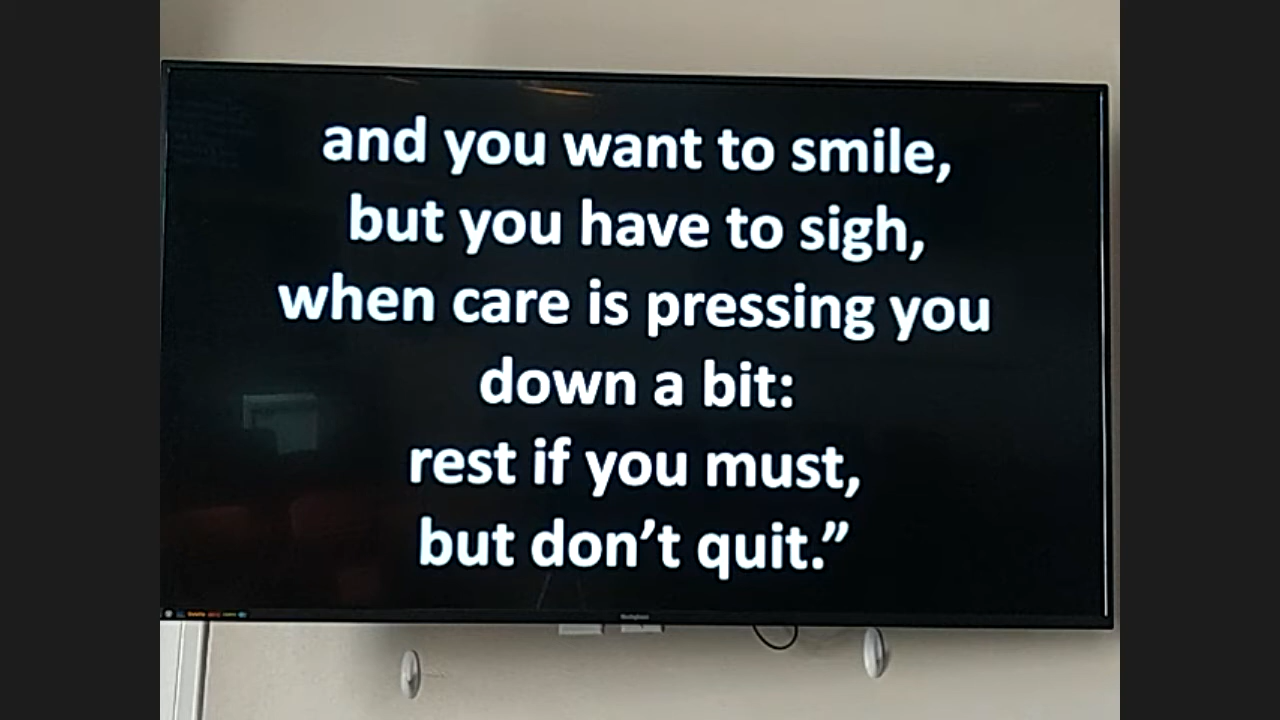 and you want to smile,
but you have to sigh,
when care is pressing you
down a bit:
rest if you must,
but don’t quit.”